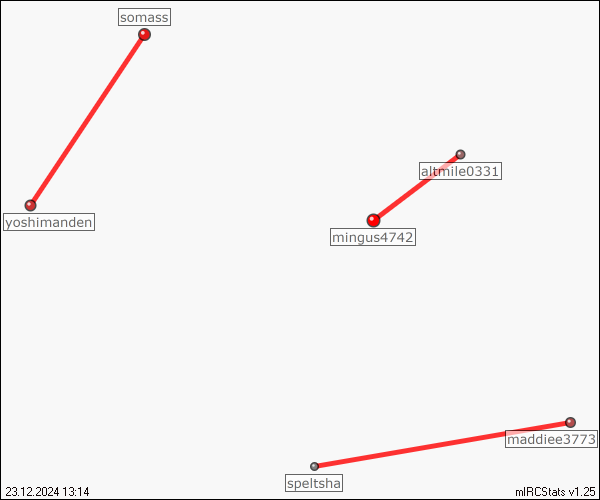 somass
altmile0331
yoshimanden
mingus4742
maddiee3773
speltsha
23.12.2024 13:14
mIRCStats v1.25